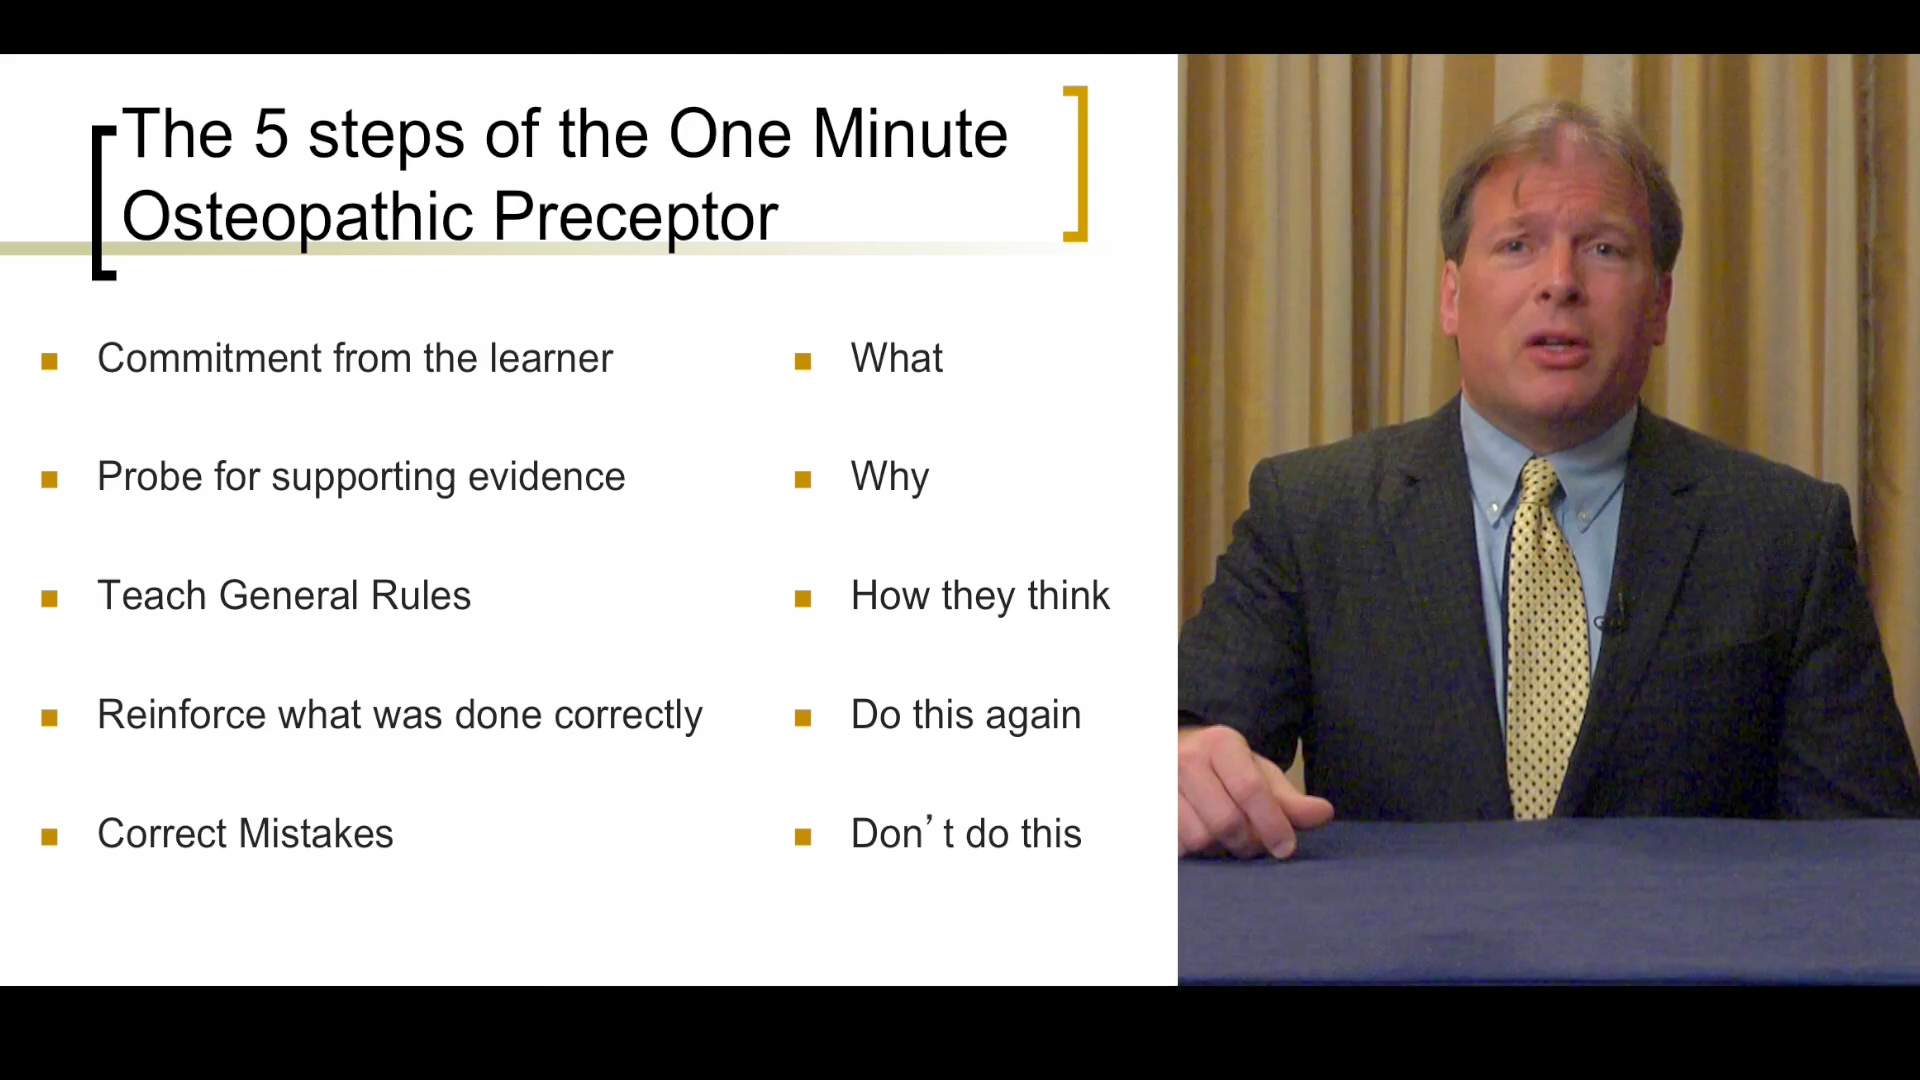 The 5 steps of the One Minute
Osteopathic Preceptor
Commitment from the learner
What
Probe for supporting evidence
Why
Teach General Rules
How they think
Reinforce what was done correctly
Do this again
Correct Mistakes
Don’t do this